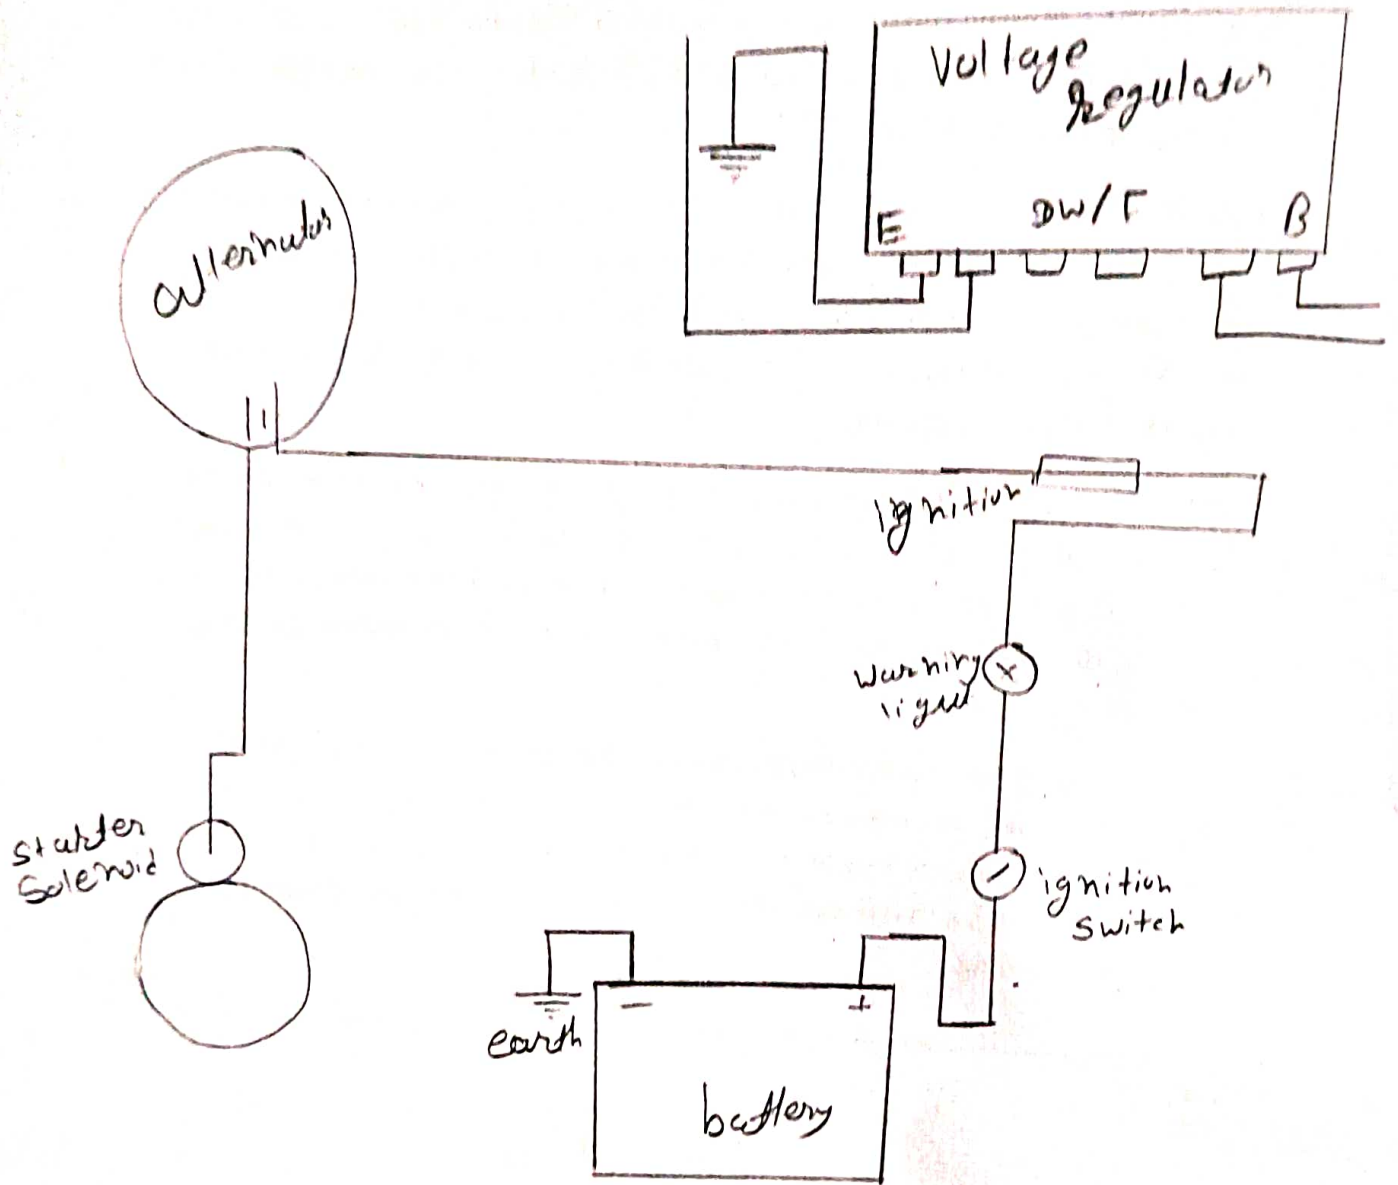 Voltage
Regulator
E DW/F B
alternator
Ignition
Warning
light
Starter
Solenoid
ignition
switch
- +
earth
battery